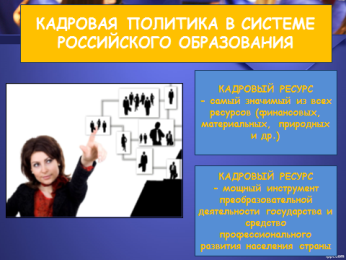 КАДРОВАЯ ПОЛИТИКА В СИСТЕМЕ
РОССИЙСКОГО ОБРАЗОВАНИЯ
КАДРОВЫЙ РЕСУРС
– самый значимый из всех
ресурсов (финансовых,
материальных, природных
и др.)
КАДРОВЫЙ РЕСУРС
– мощный инструмент
преобразовательной
деятельности государства и
средство
профессионального
развития населения страны